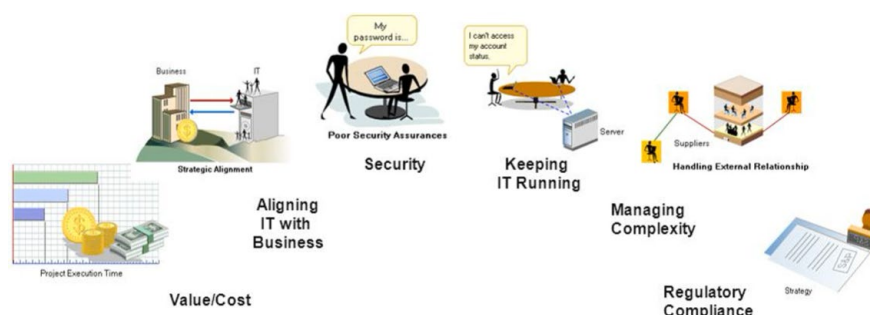 My
password is...
I can't access
my account
status.
Business
IT
Poor Security Assurances
Server
Suppliers
Strategic Alignment
Security
Keeping
IT Running
Handling External Relationship
Aligning
IT with
Business
Managing
Complexity
Project Execution Time
Value/Cost
Regulatory
Compliance
Strategy